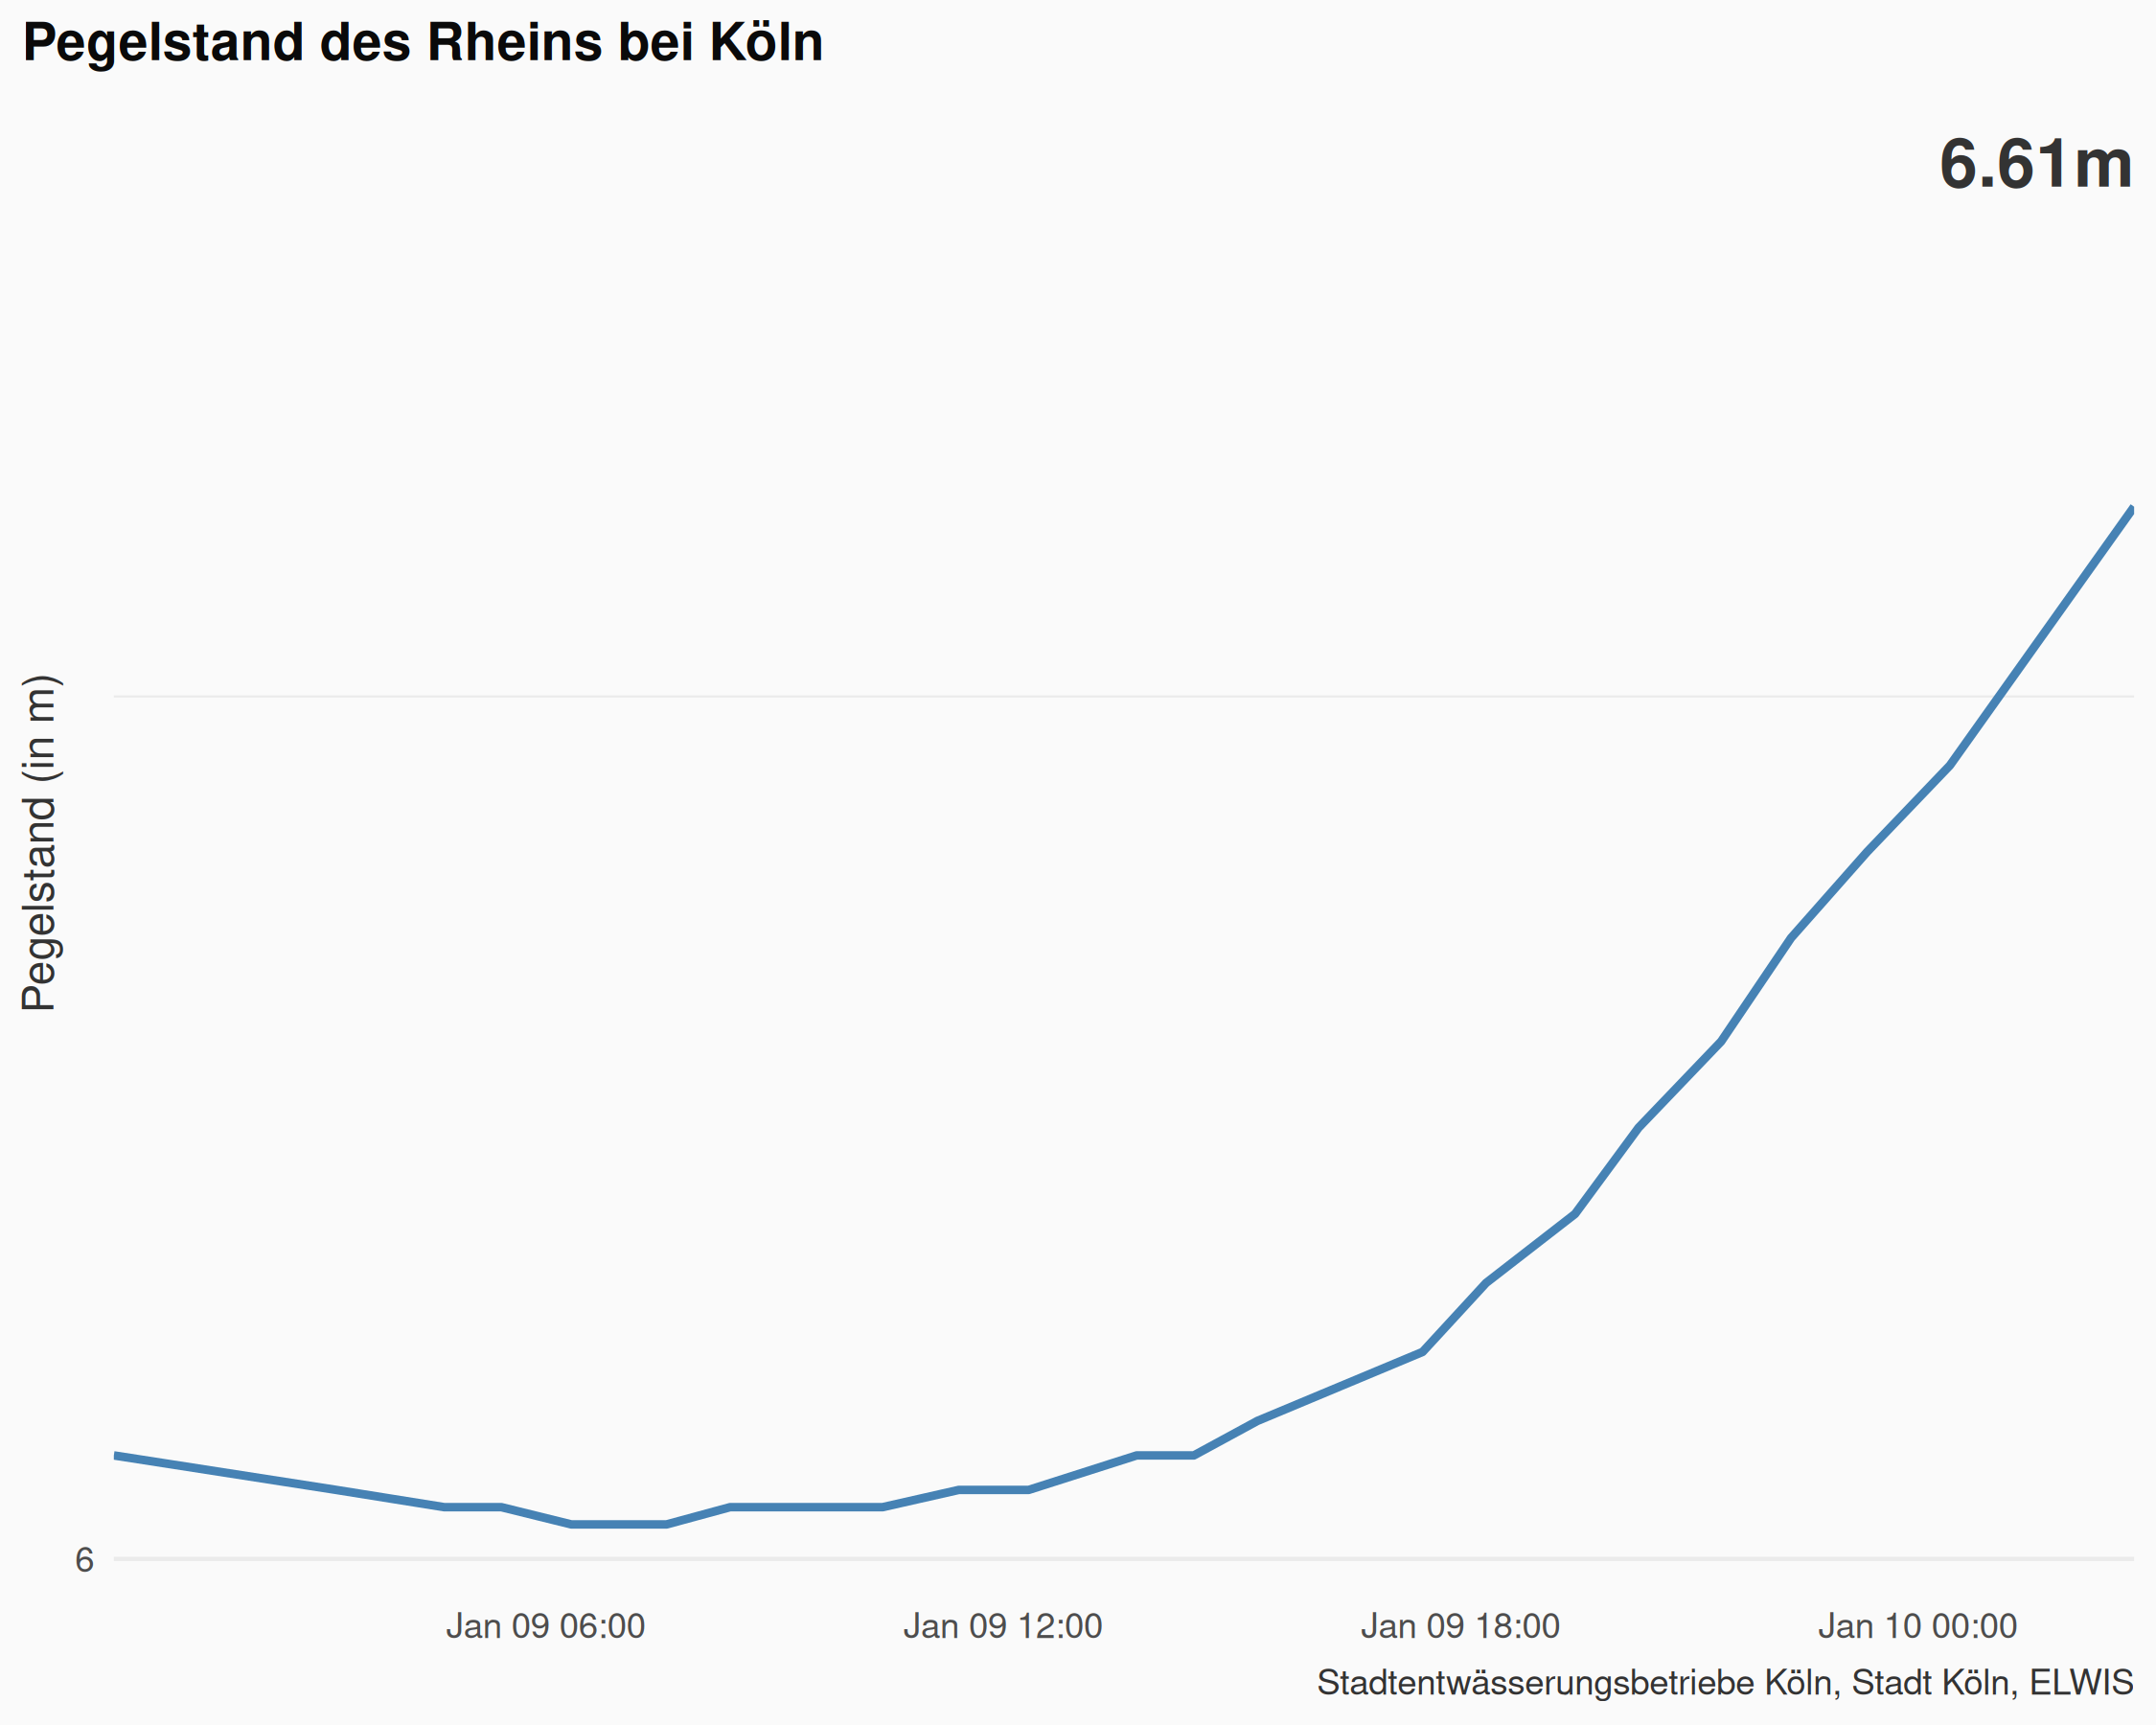 Pegelstand des Rheins bei Köln
6.61m
Pegelstand (in m)
6
Jan 09 06:00
Jan 09 12:00
Jan 09 18:00
Jan 10 00:00
Stadtentwässerungsbetriebe Köln, Stadt Köln, ELWIS